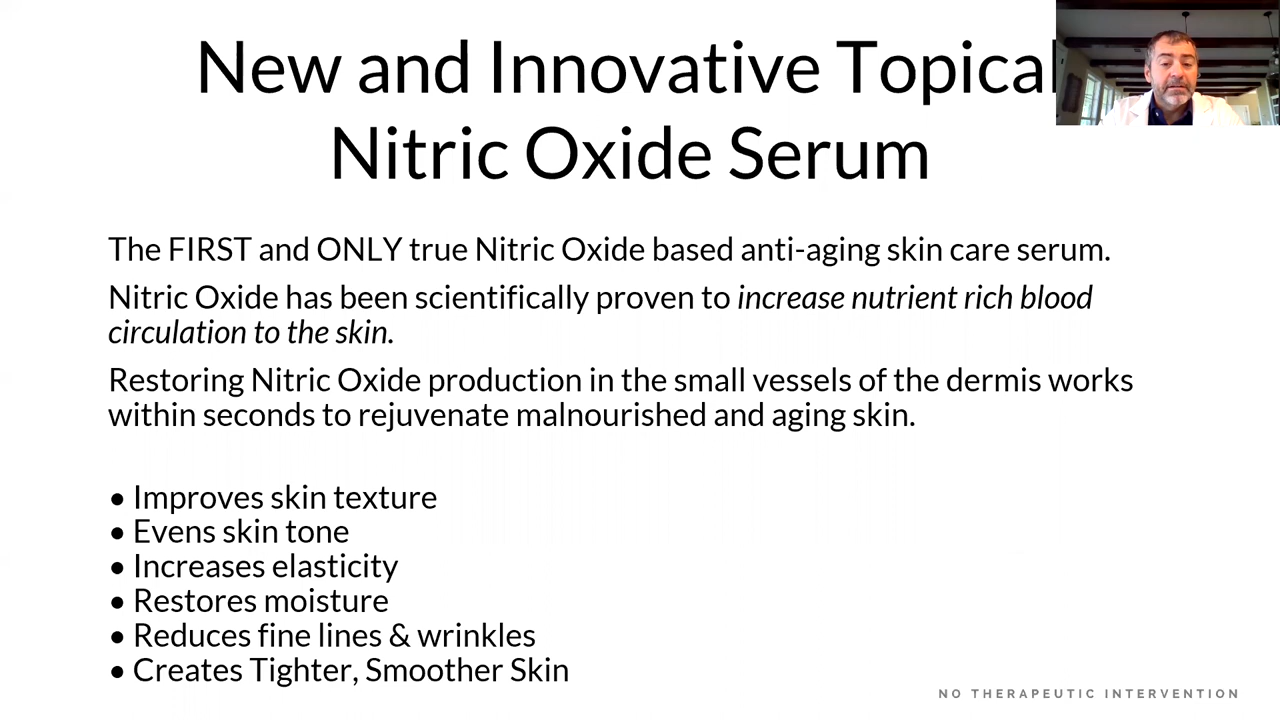 New and Innovative Topical
Nitric Oxide Serum
The FIRST and ONLY true Nitric Oxide based anti-aging skin care serum.
Nitric Oxide has been scientifically proven to increase nutrient rich blood
circulation to the skin.
Restoring Nitric Oxide production in the small vessels of the dermis works
within seconds to rejuvenate malnourished and aging skin.
• Improves skin texture
• Evens skin tone
• Increases elasticity
• Restores moisture
• Reduces fine lines & wrinkles
• Creates Tighter, Smoother Skin
NO THERAPEUTIC INTERVENTION